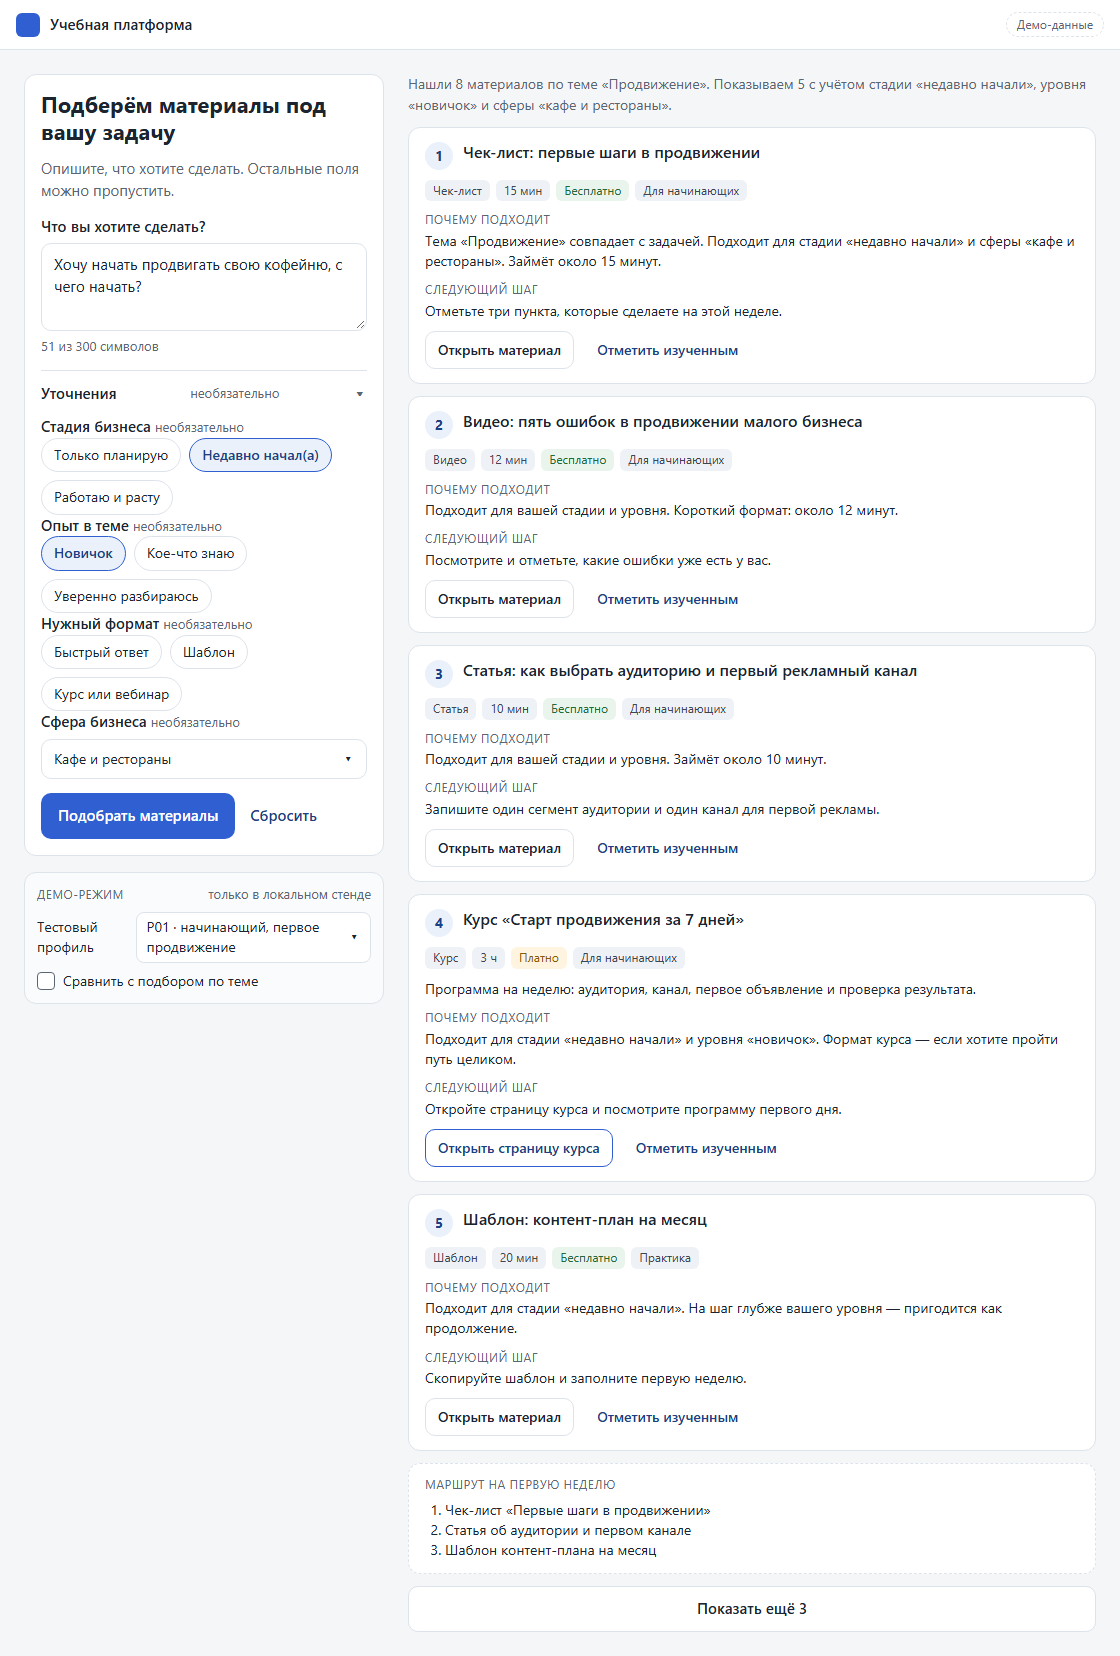 Учебная платформа
Демо-данные
Подберём материалы под
вашу задачу
Опишите, что хотите сделать. Остальные поля
можно пропустить.
Что вы хотите сделать?
Хочу начать продвигать свою кофейню, с
чего начать?
51 из 300 символов
Уточнения необязательно
Стадия бизнеса необязательно
Только планирую Недавно начал(а)
Работаю и расту
Опыт в теме необязательно
Новичок Кое-что знаю
Уверенно разбираюсь
Нужный формат необязательно
Быстрый ответ Шаблон
Курс или вебинар
Сфера бизнеса необязательно
Кафе и рестораны
Подобрать материалы Сбросить
ДЕМО-РЕЖИМ только в локальном стенде
Тестовый
профиль
P01 · начинающий, первое
продвижение
Сравнить с подбором по теме
Нашли 8 материалов по теме «Продвижение». Показываем 5 с учётом стадии «недавно начали», уровня
«новичок» и сферы «кафе и рестораны».
1 Чек-лист: первые шаги в продвижении
Чек-лист 15 мин Бесплатно Для начинающих
ПОЧЕМУ ПОДХОДИТ
Тема «Продвижение» совпадает с задачей. Подходит для стадии «недавно начали» и сферы «кафе и
рестораны». Займёт около 15 минут.
СЛЕДУЮЩИЙ ШАГ
Отметьте три пункта, которые сделаете на этой неделе.
Открыть материал Отметить изученным
2 Видео: пять ошибок в продвижении малого бизнеса
Видео 12 мин Бесплатно Для начинающих
ПОЧЕМУ ПОДХОДИТ
Подходит для вашей стадии и уровня. Короткий формат: около 12 минут.
СЛЕДУЮЩИЙ ШАГ
Посмотрите и отметьте, какие ошибки уже есть у вас.
Открыть материал Отметить изученным
3 Статья: как выбрать аудиторию и первый рекламный канал
Статья 10 мин Бесплатно Для начинающих
ПОЧЕМУ ПОДХОДИТ
Подходит для вашей стадии и уровня. Займёт около 10 минут.
СЛЕДУЮЩИЙ ШАГ
Запишите один сегмент аудитории и один канал для первой рекламы.
Открыть материал Отметить изученным
4 Курс «Старт продвижения за 7 дней»
Курс 3 ч Платно Для начинающих
Программа на неделю: аудитория, канал, первое объявление и проверка результата.
ПОЧЕМУ ПОДХОДИТ
Подходит для стадии «недавно начали» и уровня «новичок». Формат курса — если хотите пройти
путь целиком.
СЛЕДУЮЩИЙ ШАГ
Откройте страницу курса и посмотрите программу первого дня.
Открыть страницу курса Отметить изученным
5 Шаблон: контент-план на месяц
Шаблон 20 мин Бесплатно Практика
ПОЧЕМУ ПОДХОДИТ
Подходит для стадии «недавно начали». На шаг глубже вашего уровня — пригодится как
продолжение.
СЛЕДУЮЩИЙ ШАГ
Скопируйте шаблон и заполните первую неделю.
Открыть материал Отметить изученным
МАРШРУТ НА ПЕРВУЮ НЕДЕЛЮ
1. Чек-лист «Первые шаги в продвижении»
2. Статья об аудитории и первом канале
3. Шаблон контент-плана на месяц
Показать ещё 3